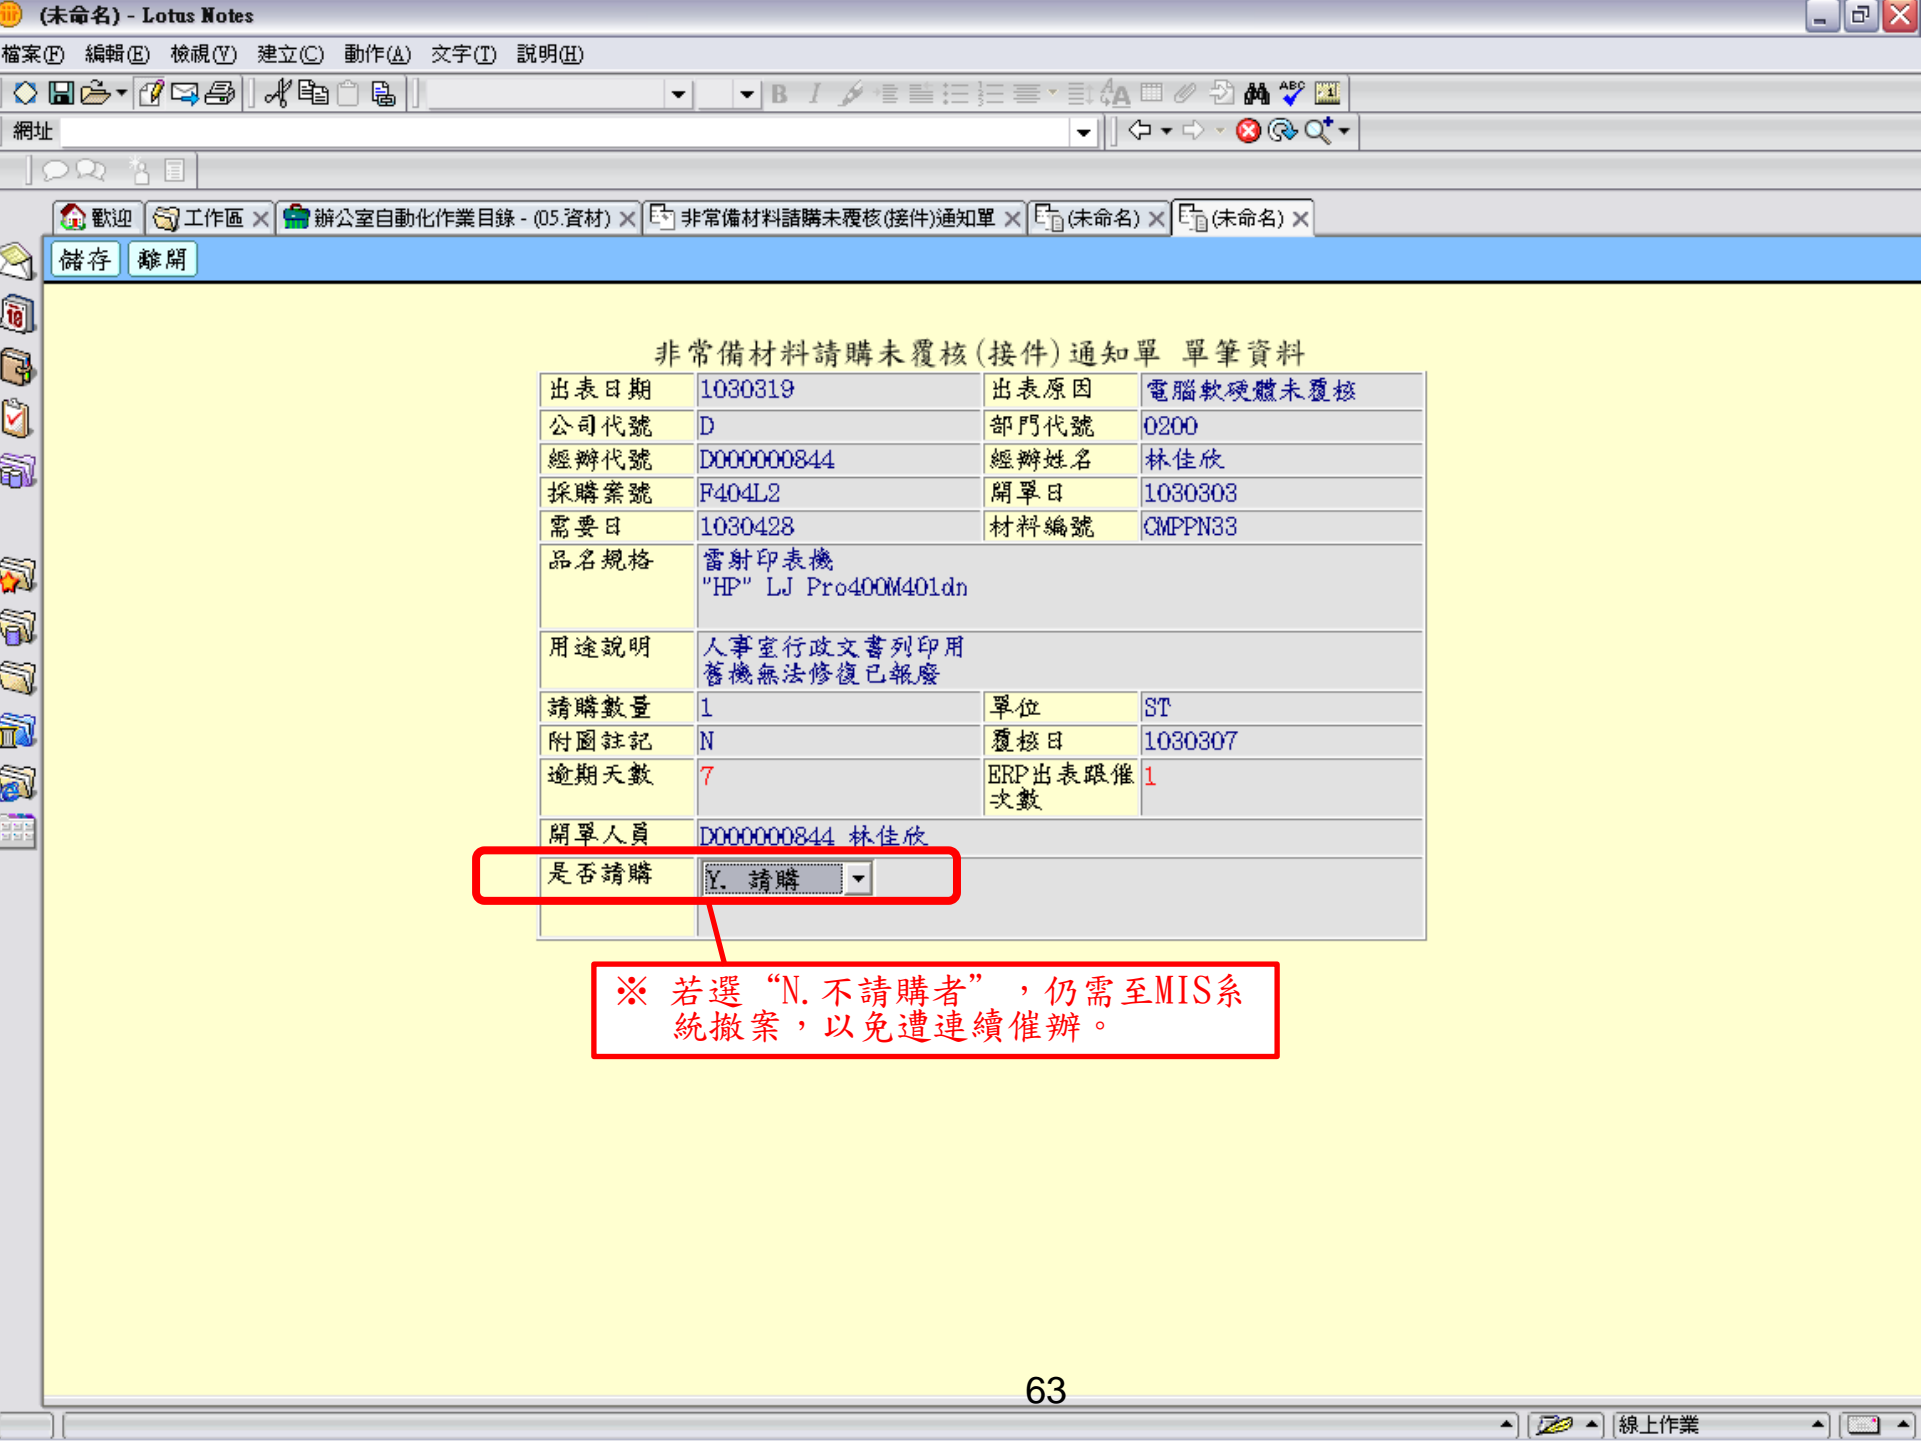 (未命名) - Lotus Notes
檔案(F) 編輯(E) 檢視(V) 建立(C) 動作(A) 文字(T) 說明(H)
網址
歡迎 工作區 辦公室自動化作業目錄 - (05.資材) 非常備材料請購未覆核(接件)通知單 (未命名) (未命名)
儲存 離開
非常備材料請購未覆核(接件)通知單 單筆資料
出表日期 1030319 出表原因 電腦軟硬體未覆核
公司代號 D 部門代號 0200
經辦代號 D000000844 經辦姓名 林佳欣
採購案號 F404L2 開單日 1030303
需要日 1030428 材料編號 CMPPN33
品名規格 雷射印表機
"HP" LJ Pro400M401dn
用途說明 人事室行政文書列印用
舊機無法修復已報廢
請購數量 1 單位 ST
附圖註記 N 覆核日 1030307
逾期天數 7 ERP出表跟催次數 1
開單人員 D000000844 林佳欣
是否請購 Y. 請購
※ 若選“N.不請購者”，仍需至MIS系
統撤案，以免遭連續催辦。
63
線上作業